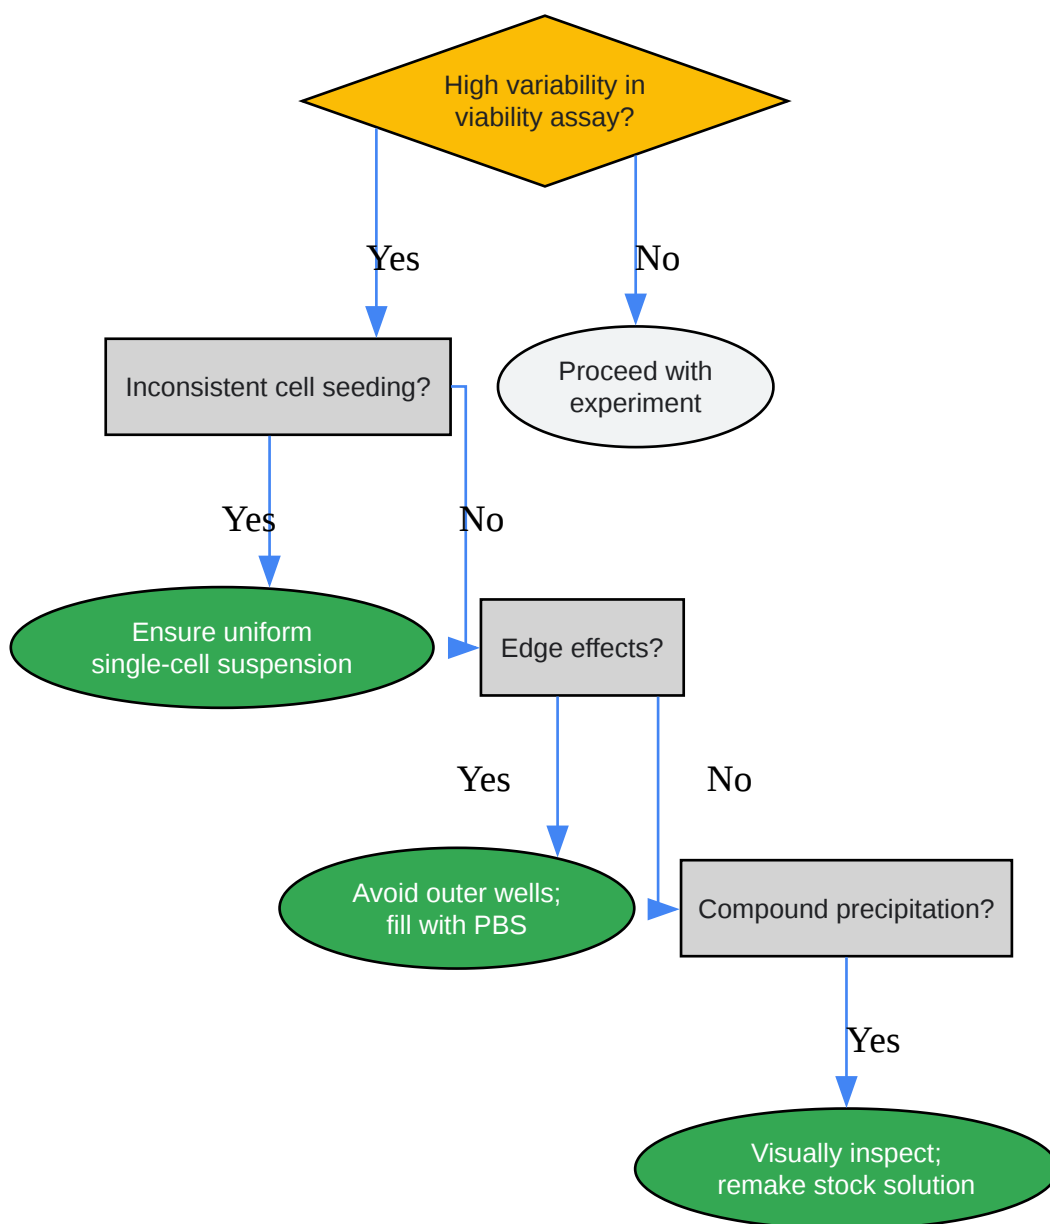 High variability in
viability assay?
Yes
No
Inconsistent cell seeding?
Proceed with
experiment
Yes
No
Ensure uniform
single-cell suspension
Edge effects?
Yes
No
Avoid outer wells;
fill with PBS
Compound precipitation?
Yes
Visually inspect;
remake stock solution